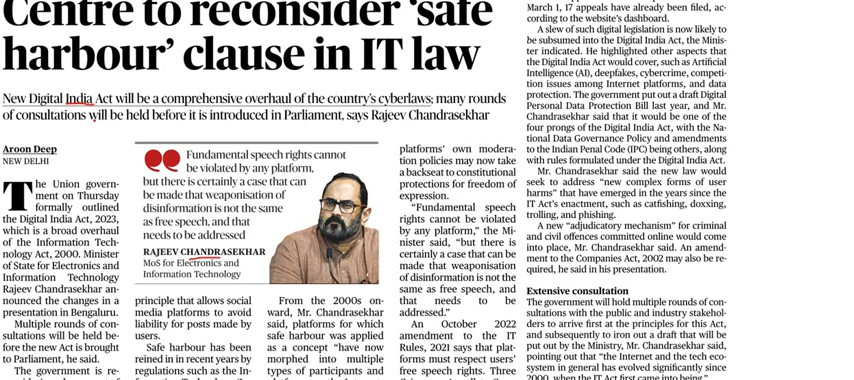 Centre to reconsider 'safe
harbour' clause in IT law
New Digital India Act will be a comprehensive overhaul of the country's cyberlaws; many rounds
of consultations will be held before it is introduced in Parliament, says Rajeev Chandrasekhar
Aroon Deep
NEW DELHI
The Union govern-
ment on Thursday
formally outlined
the Digital India Act, 2023,
which is a broad overhaul
of the Information Tech-
nology Act, 2000. Minister
of State for Electronics and
Information Technology
Rajeev Chandrasekhar an-
nounced the changes in a
presentation in Bengaluru.
Multiple rounds of con-
sultations will be held be-
fore the new Act is brought
to Parliament, he said.
The government is re-
Fundamental speech rights cannot
be violated by any platform,
but there is certainly a case that can
be made that weaponisation of
disinformation is not the same
as free speech, and that
needs to be addressed
RAJEEV CHANDRASEKHAR
MoS for Electronics and
Information Technology
principle that allows social
media platforms to avoid
liability for posts made by
users.
Safe harbour has been
reined in in recent years by
regulations such as the In-
From the 2000s on-
ward, Mr. Chandrasekhar
said, platforms for which
safe harbour was applied
as a concept "have now
morphed into multiple
types of participants and
platforms' own modera-
tion policies may now take
a backseat to constitutional
protections for freedom of
expression.
"Fundamental speech
rights cannot be violated
by any platform," the Mi-
nister said, "but there is
certainly a case that can be
made that weaponisation
of disinformation is not the
same as free speech, and
that needs to be
addressed."
An October 2022
amendment to the IT
Rules, 2021 says that plat-
forms must respect users'
free speech rights. Three
March 1, 17 appeals have already been filed, ac-
cording to the website's dashboard.
A slew of such digital legislation is now likely to
be subsumed into the Digital India Act, the Minis-
ter indicated. He highlighted other aspects that
the Digital India Act would cover, such as Artificial
Intelligence (AI), deepfakes, cybercrime, competi-
tion issues among Internet platforms, and data
protection. The government put out a draft Digital
Personal Data Protection Bill last year, and Mr.
Chandrasekhar said that it would be one of the
four prongs of the Digital India Act, with the Na-
tional Data Governance Policy and amendments
to the Indian Penal Code (IPC) being others, along
with rules formulated under the Digital India Act.
Mr. Chandrasekhar said the new law would
seek to address "new complex forms of user
harms" that have emerged in the years since the
IT Act's enactment, such as catfishing, doxxing,
trolling, and phishing.
A new "adjudicatory mechanism" for criminal
and civil offences committed online would come
into place, Mr. Chandrasekhar said. An amend-
ment to the Companies Act, 2002 may also be re-
quired, he said in his presentation.
Extensive consultation
The government will hold multiple rounds of con-
sultations with the public and industry stakehol-
ders to arrive first at the principles for this Act,
and subsequently to iron out a draft that will be
put out by the Ministry, Mr. Chandrasekhar said,
pointing out that "the Internet and the tech eco-
system in general has evolved significantly since
2000, when the IT Act first came into being."